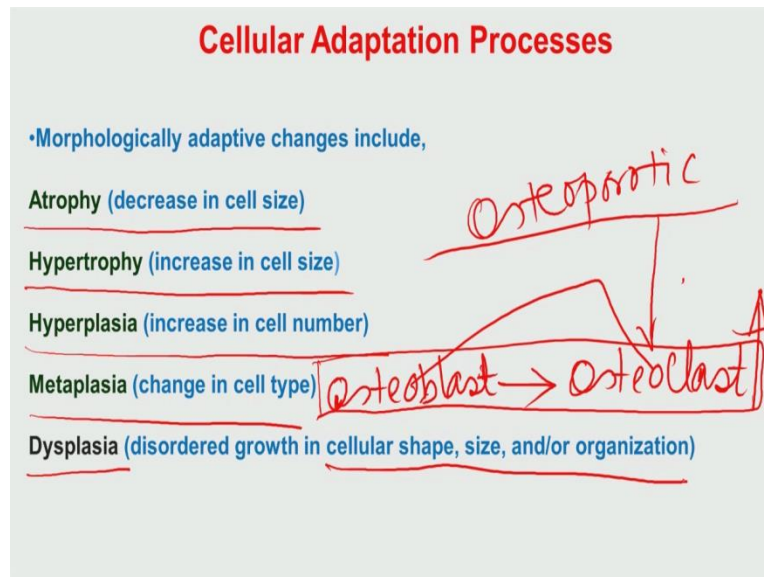 Cellular Adaptation Processes
•Morphologically adaptive changes include,
Atrophy (decrease in cell size)
Osteoporotic
Hypertrophy (increase in cell size)
Hyperplasia (increase in cell number)
Metaplasia (change in cell type) Osteoblast → Osteoclast
Dysplasia (disordered growth in cellular shape, size, and/or organization)